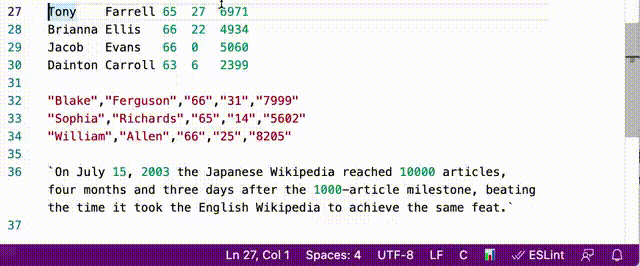 27 Tony Farrell 65 27 6971
28 Brianna Ellis 66 22 4934
29 Jacob Evans 66 0 5060
30 Dainton Carroll 63 6 2399
31
32 "Blake","Ferguson","66","31","7999"
33 "Sophia","Richards","65","14","5602"
34 "William","Allen","66","25","8205"
35
36 `On July 15, 2003 the Japanese Wikipedia reached 10000 articles,
four months and three days after the 1000-article milestone, beating
the time it took the English Wikipedia to achieve the same feat.`
37
Ln 27, Col 1 Spaces: 4 UTF-8 LF C ESLint